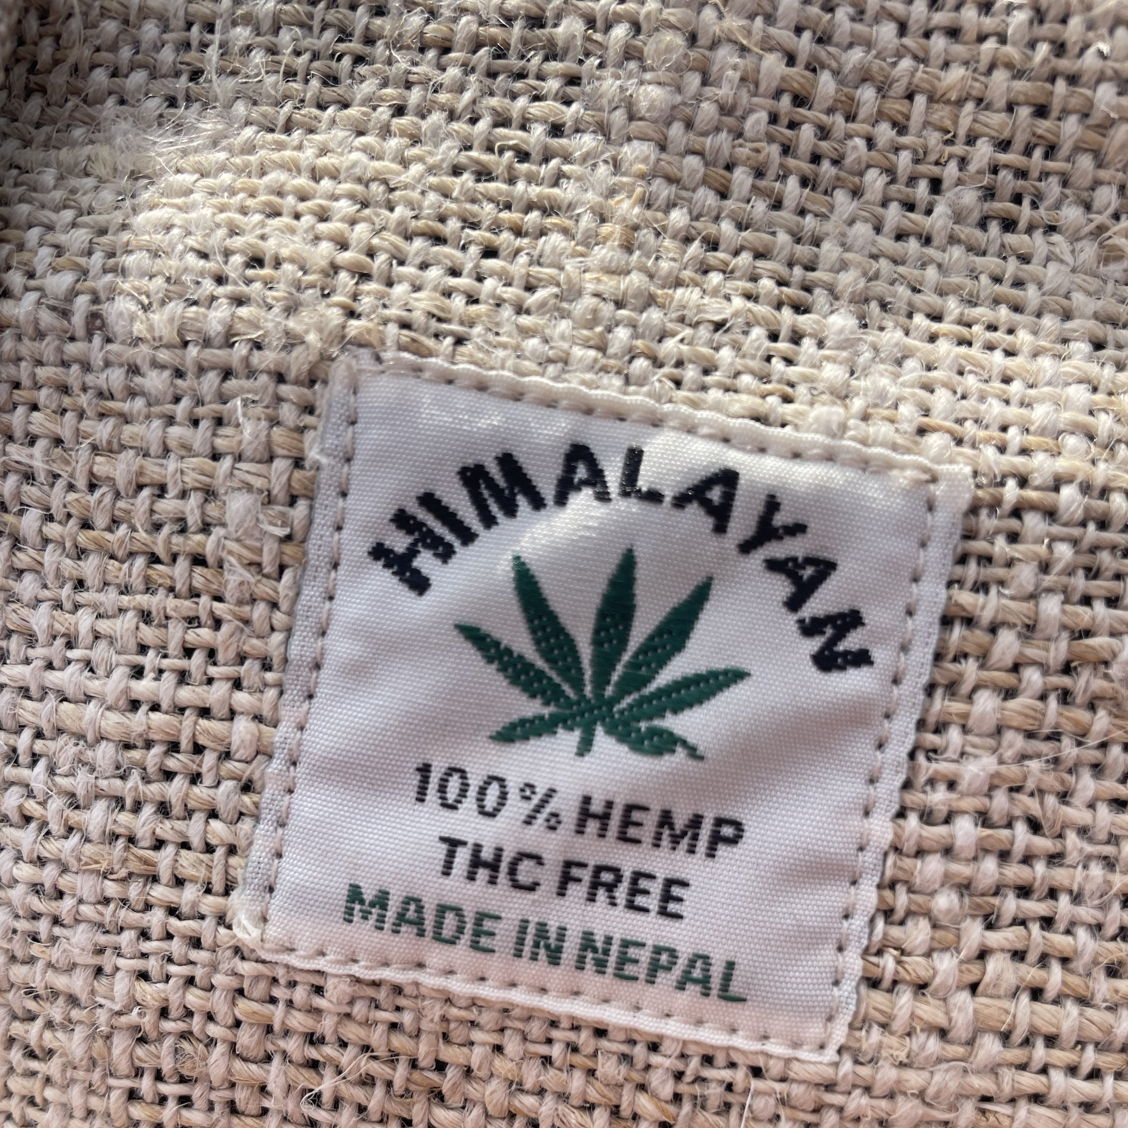 HIMALAYAN
100% HEMP
THC FREE
MADE IN NEPAL